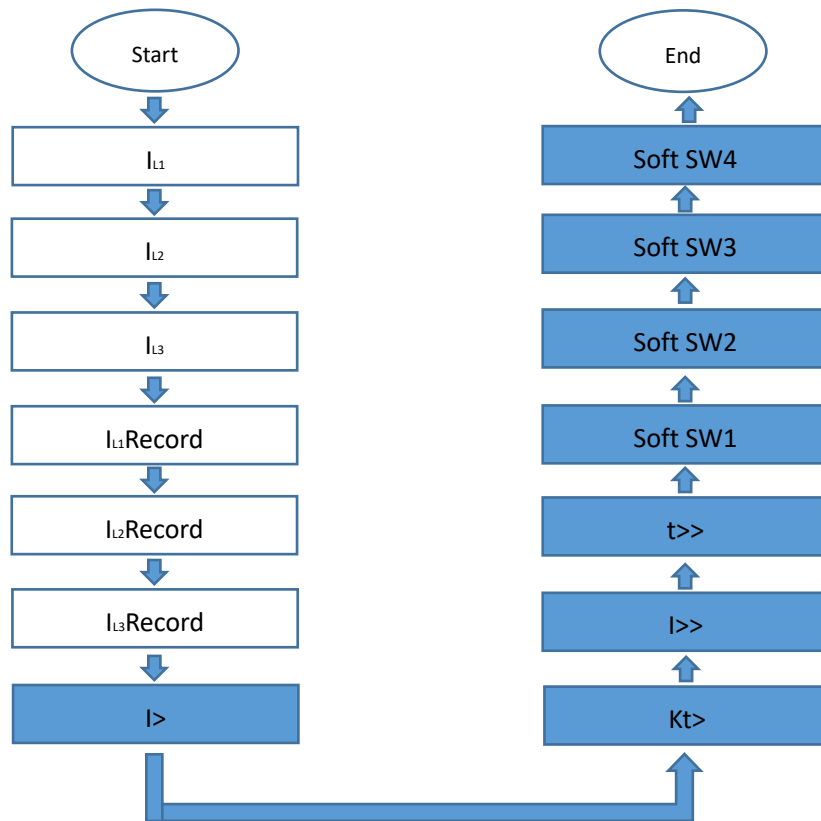 Start
IL1
IL2
IL3
IL1Record
IL2Record
IL3Record
I>
Kt>
I>>
t>>
Soft SW1
Soft SW2
Soft SW3
Soft SW4
End